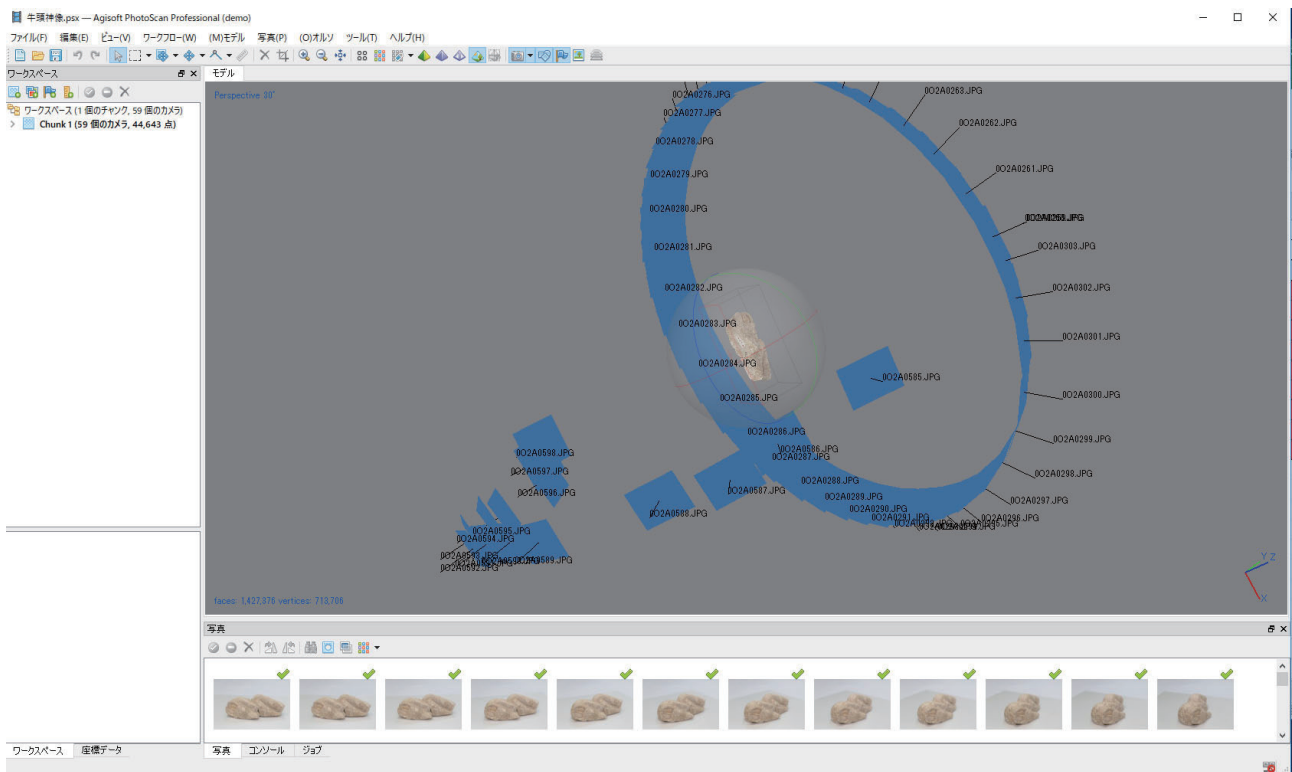 牛頭神像.psx — Agisoft PhotoScan Professional (demo)
ファイル(F) 編集(E) ビュー(V) ワークフロー(W) (M)モデル 写真(P) (O)オルソ ツール(T) ヘルプ(H)
ワークスペース
ワークスペース (1 個のチャンク, 59 個のカメラ)
Chunk 1 (59 個のカメラ, 44,643 点)
モデル
Perspective 30°
0O2A0276.JPG
0O2A0263.JPG
0O2A0277.JPG
0O2A0262.JPG
0O2A0278.JPG
0O2A0261.JPG
0O2A0279.JPG
0O2A0280.JPG
0O2A0281.JPG
0O2A0303.JPG
0O2A0282.JPG
0O2A0302.JPG
0O2A0283.JPG
0O2A0301.JPG
0O2A0284.JPG
0O2A0585.JPG
0O2A0285.JPG
0O2A0300.JPG
0O2A0286.JPG
0O2A0299.JPG
0O2A0586.JPG
0O2A0598.JPG
0O2A0287.JPG
0O2A0597.JPG
0O2A0298.JPG
0O2A0288.JPG
0O2A0596.JPG
0O2A0587.JPG
0O2A0289.JPG
0O2A0297.JPG
0O2A0290.JPG
0O2A0588.JPG
0O2A0296.JPG
0O2A0595.JPG
0O2A0594.JPG
0O2A0592.JPG
faces: 1,427,376 vertices: 713,706
Y Z
X
写真
ワークスペース 座標データ
写真 コンソール ジョブ